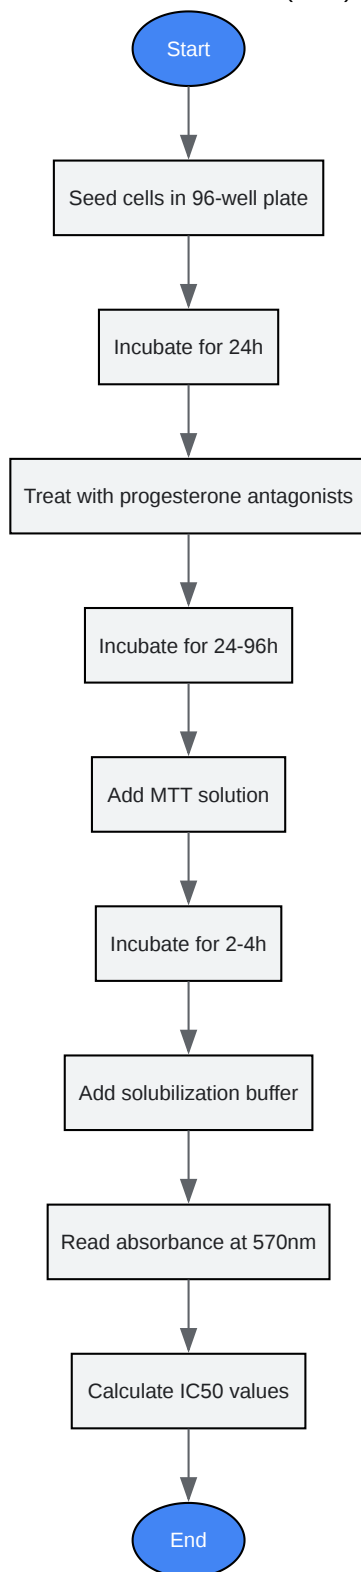 Start
Seed cells in 96-well plate
Incubate for 24h
Treat with progesterone antagonists
Incubate for 24-96h
Add MTT solution
Incubate for 2-4h
Add solubilization buffer
Read absorbance at 570nm
Calculate IC50 values
End